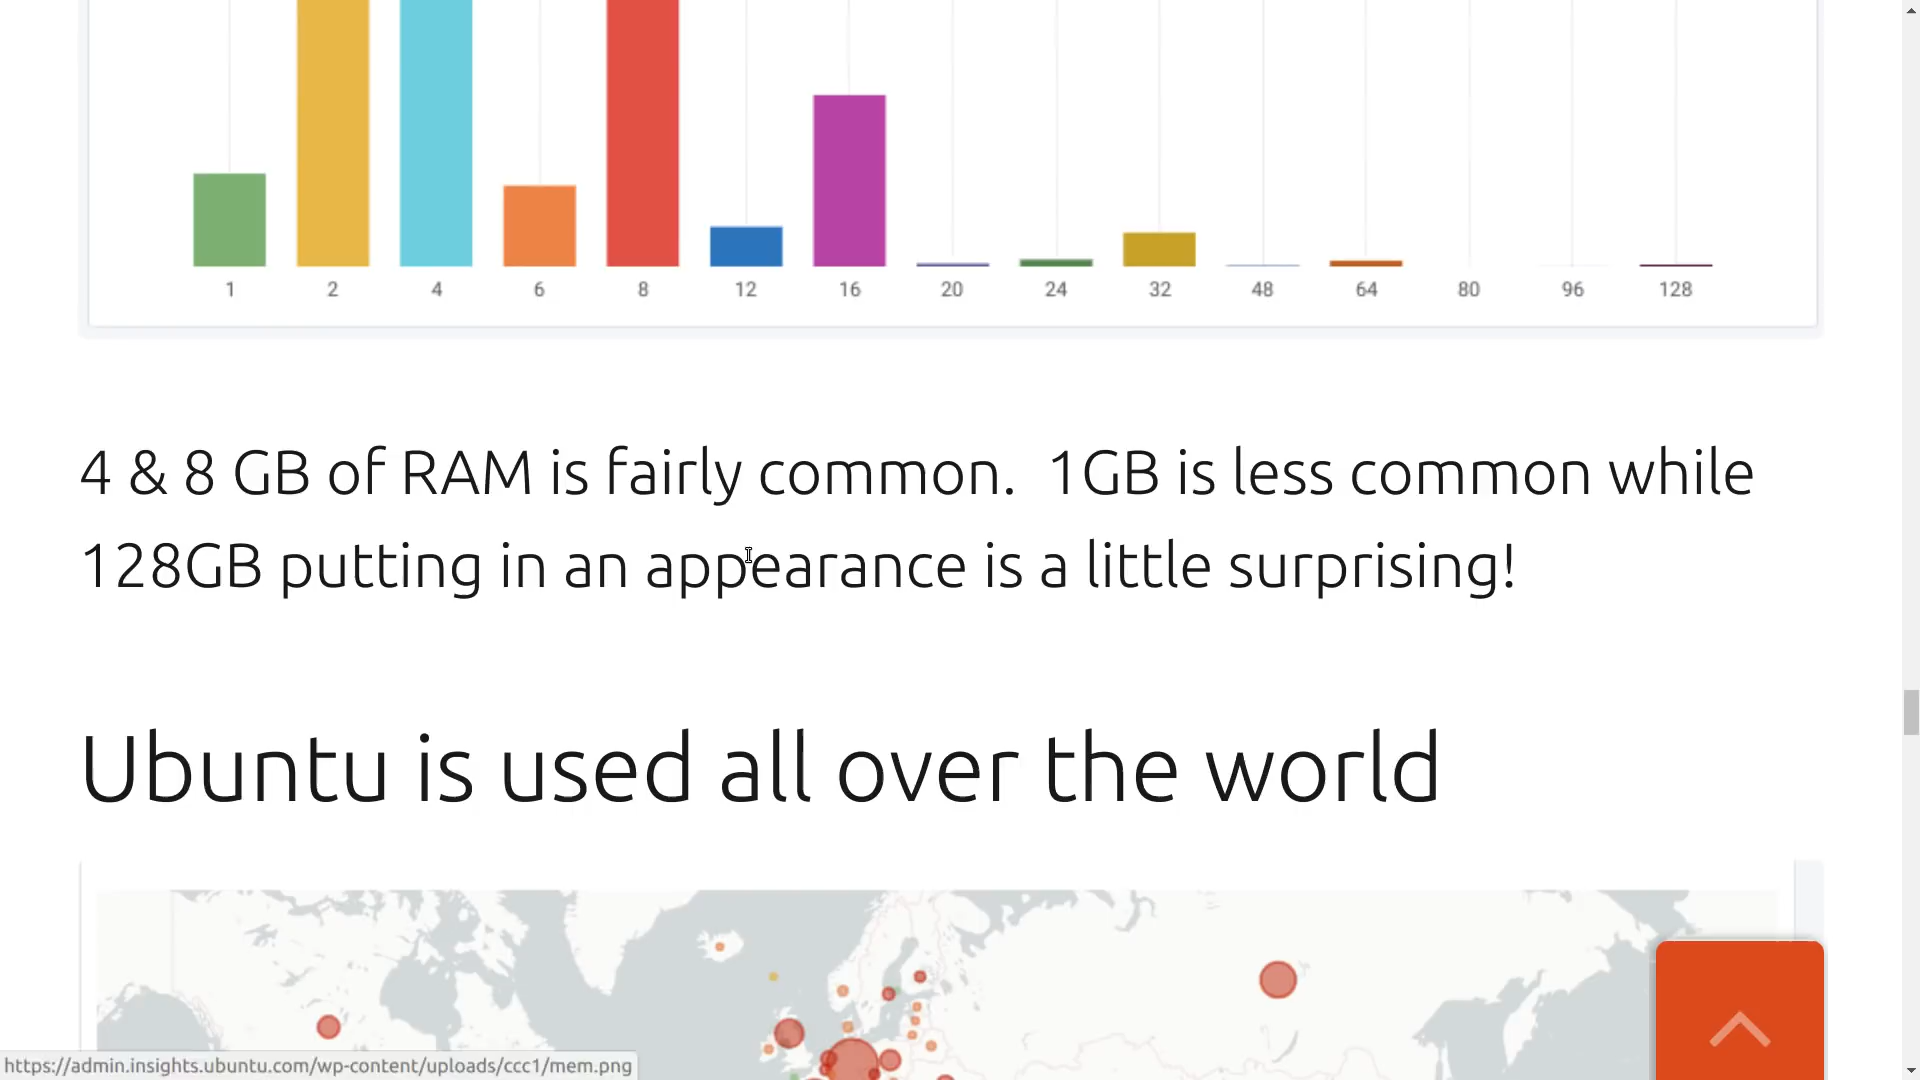 1 2 4 6 8 12 16 20 24 32 48 64 80 96 128
4 & 8 GB of RAM is fairly common.  1GB is less common while
128GB putting in an appearance is a little surprising!
Ubuntu is used all over the world
https://admin.insights.ubuntu.com/wp-content/uploads/ccc1/mem.png